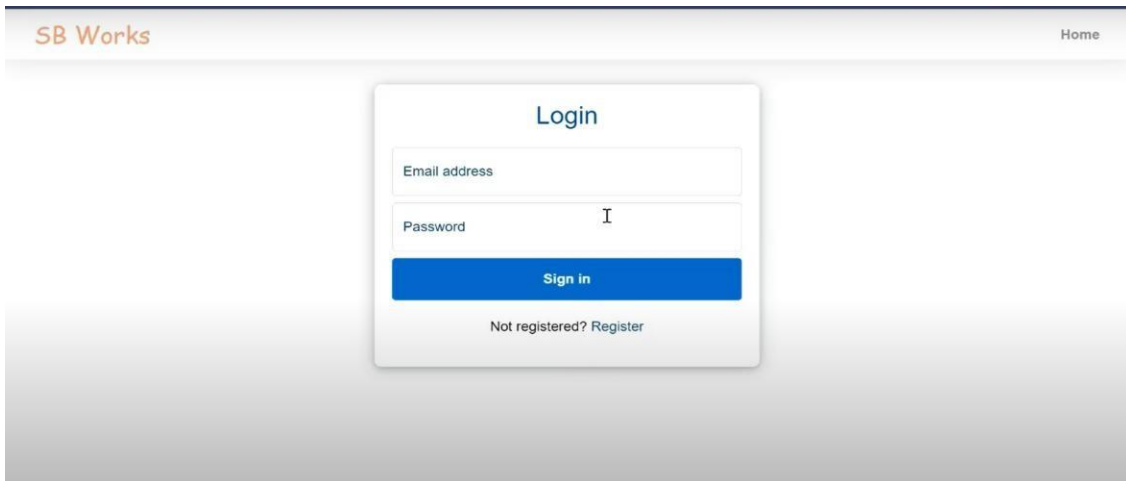 SB Works
Home
Login
Email address
Password
Sign in
Not registered? Register